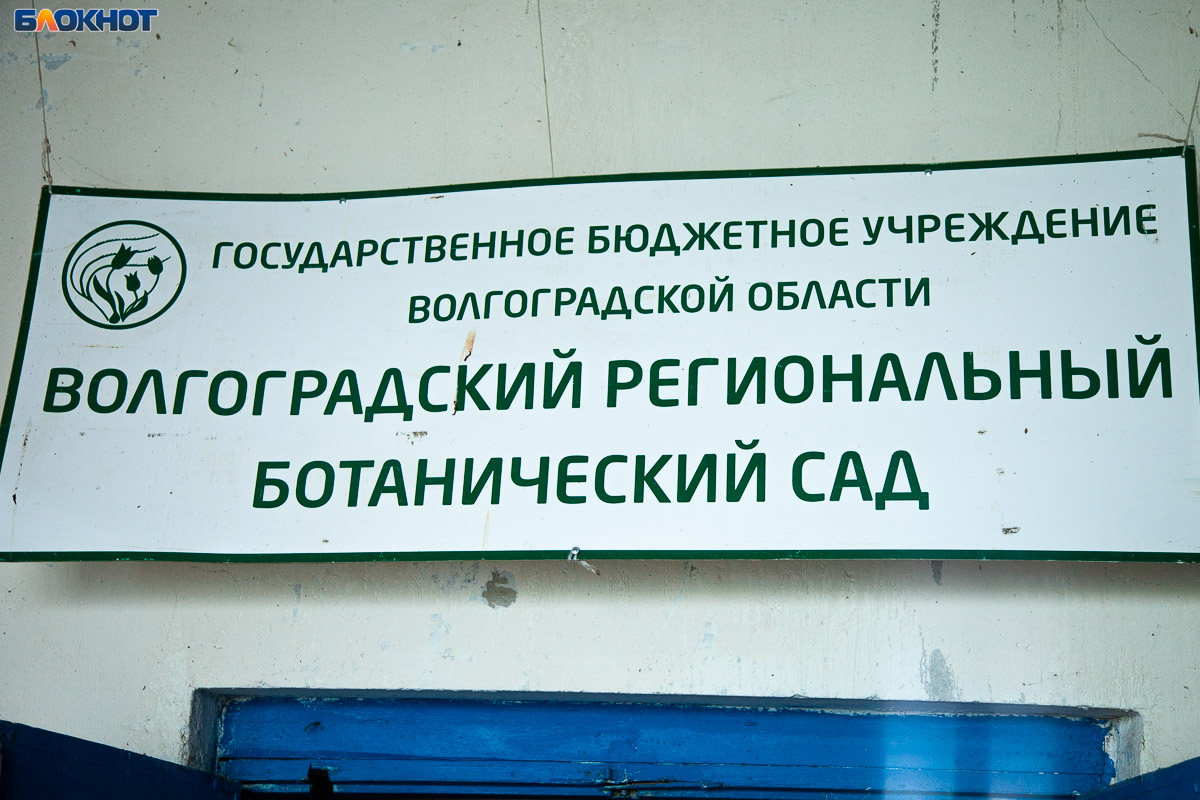 БЛОКНОТ
ГОСУДАРСТВЕННОЕ БЮДЖЕТНОЕ УЧРЕЖДЕНИЕ
ВОЛГОГРАДСКОЙ ОБЛАСТИ
ВОЛГОГРАДСКИЙ РЕГИОНАЛЬНЫЙ
БОТАНИЧЕСКИЙ САД